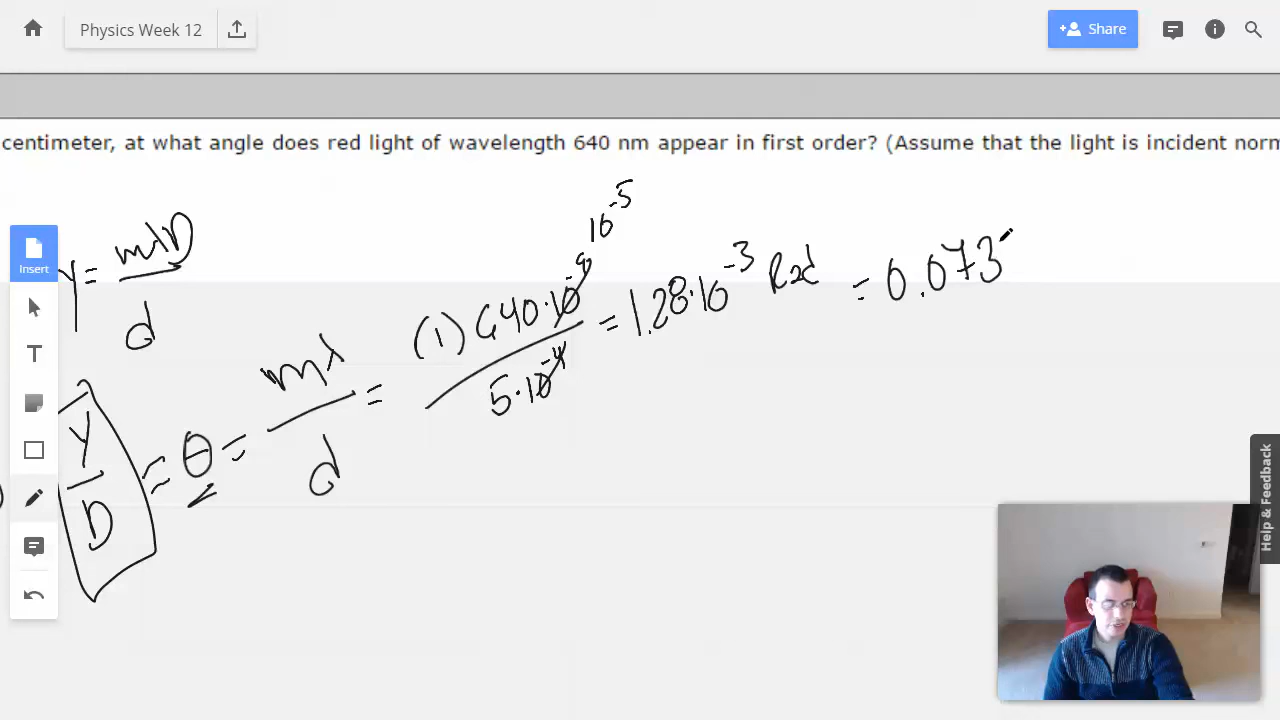 Physics Week 12
Share
centimeter, at what angle does red light of wavelength 640 nm appear in first order? (Assume that the light is incident norm
Insert
T
Y = mλD / d
Y / D = θ = mλ / d = (1) 640·10^-9 / 5·10^-4 = 1.28·10^-3 Rad = 0.073°
10^-5
Help & Feedback